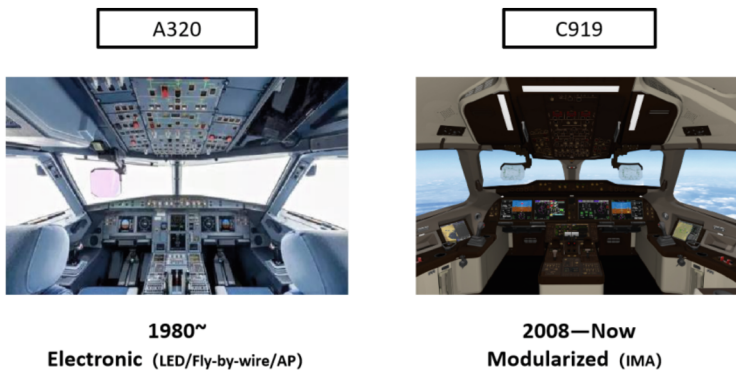 A320
C919
1980~
Electronic (LED/Fly-by-wire/AP)
2008—Now
Modularized (IMA)